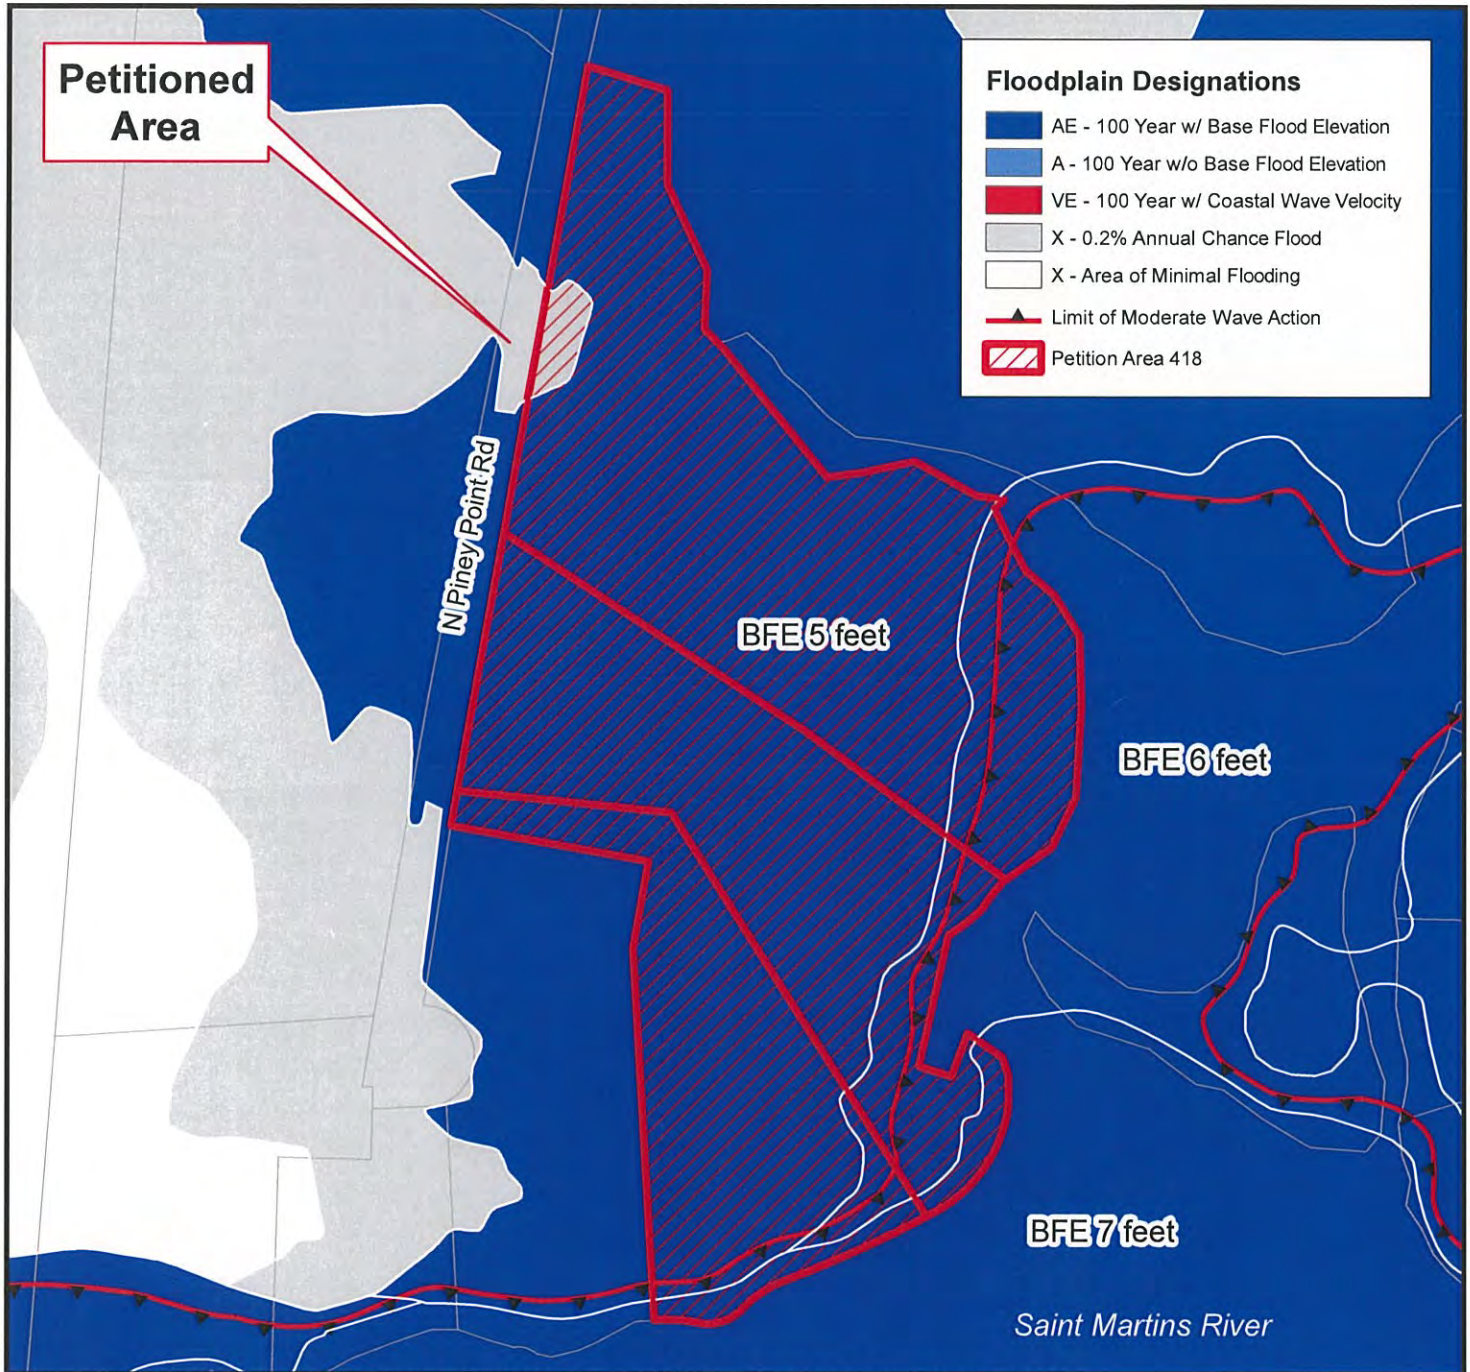 Petitioned
Area
Floodplain Designations
AE - 100 Year w/ Base Flood Elevation
A - 100 Year w/o Base Flood Elevation
VE - 100 Year w/ Coastal Wave Velocity
X - 0.2% Annual Chance Flood
X - Area of Minimal Flooding
Limit of Moderate Wave Action
Petition Area 418
N Piney Point Rd
BFE 5 feet
BFE 6 feet
BFE 7 feet
Saint Martins River